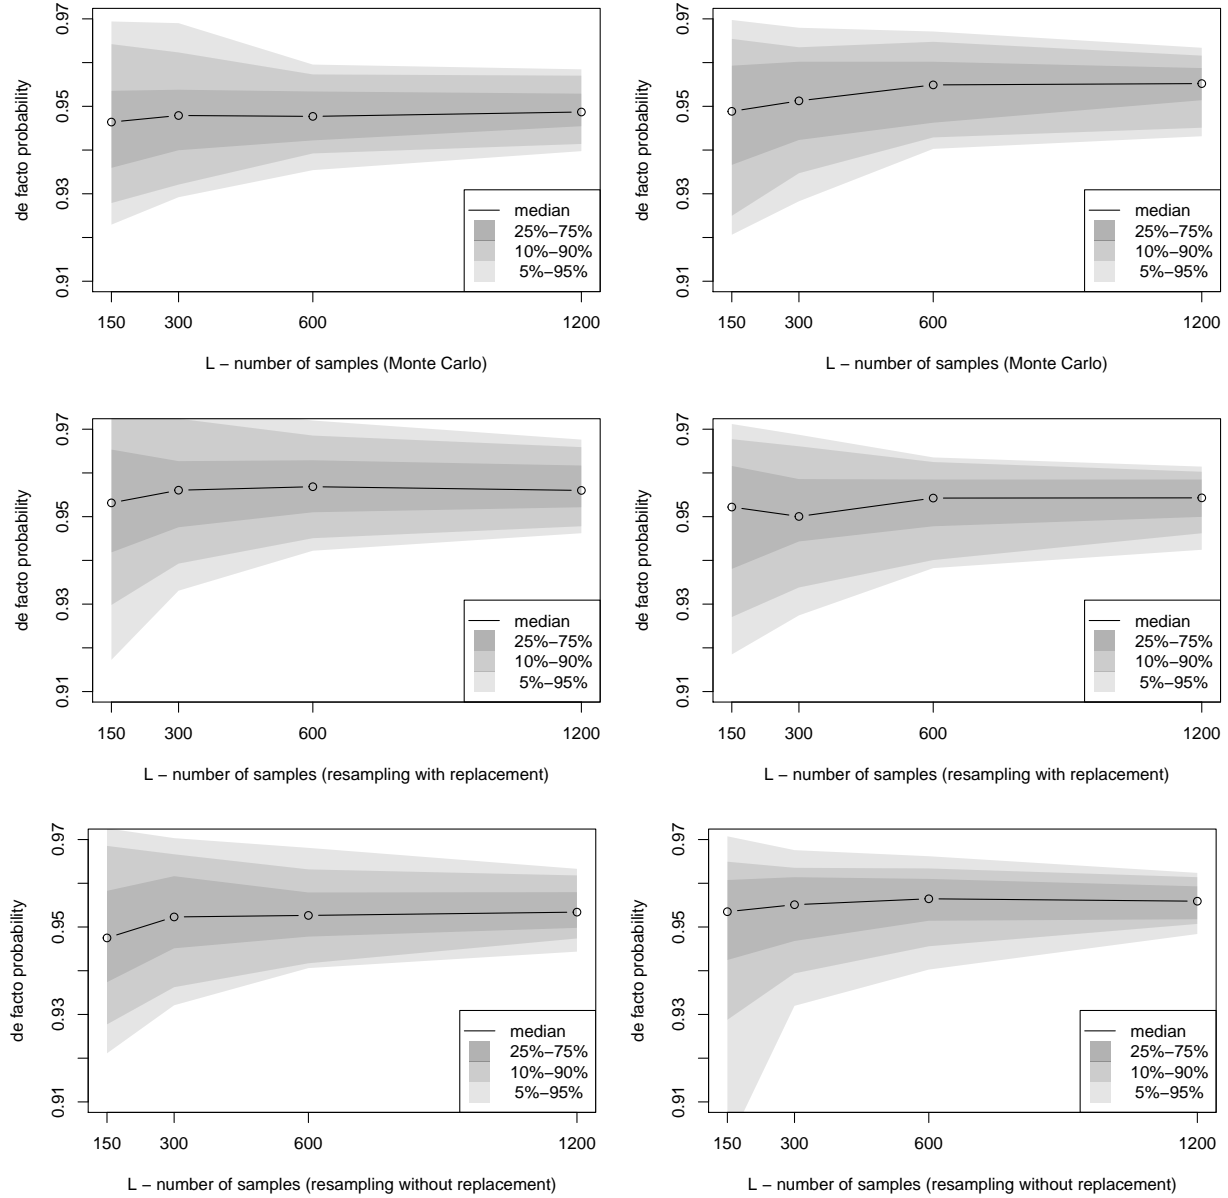 0.97
0.95
0.93
0.91
de facto probability
median
25%−75%
10%−90%
5%−95%
150 300 600 1200
L − number of samples (Monte Carlo)
0.97
0.95
0.93
0.91
de facto probability
median
25%−75%
10%−90%
5%−95%
150 300 600 1200
L − number of samples (Monte Carlo)
0.97
0.95
0.93
0.91
de facto probability
median
25%−75%
10%−90%
5%−95%
150 300 600 1200
L − number of samples (resampling with replacement)
0.97
0.95
0.93
0.91
de facto probability
median
25%−75%
10%−90%
5%−95%
150 300 600 1200
L − number of samples (resampling with replacement)
0.97
0.95
0.93
0.91
de facto probability
median
25%−75%
10%−90%
5%−95%
150 300 600 1200
L − number of samples (resampling without replacement)
0.97
0.95
0.93
0.91
de facto probability
median
25%−75%
10%−90%
5%−95%
150 300 600 1200
L − number of samples (resampling without replacement)